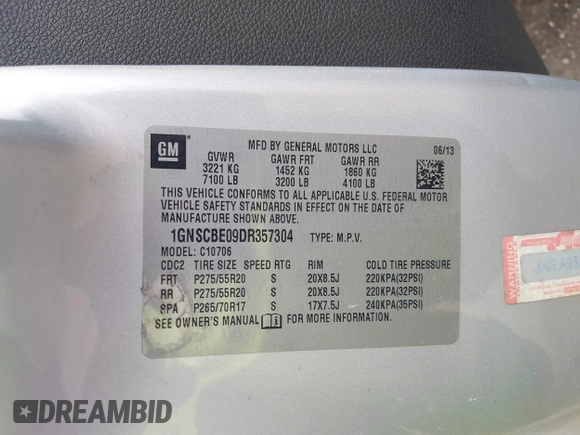 GM
MFD BY GENERAL MOTORS LLC 06/13
GVWR GAWR FRT GAWR RR
3221 KG 1452 KG 1860 KG
7100 LB 3200 LB 4100 LB
THIS VEHICLE CONFORMS TO ALL APPLICABLE U.S. FEDERAL MOTOR
VEHICLE SAFETY STANDARDS IN EFFECT ON THE DATE OF
MANUFACTURE SHOWN ABOVE.
1GNSCBE09DR357304 TYPE: M.P.V.
MODEL: C10706
CDC2 TIRE SIZE SPEED RTG RIM COLD TIRE PRESSURE
FRT P275/55R20 S 20X8.5J 220KPA(32PSI)
RR P275/55R20 S 20X8.5J 220KPA(32PSI)
SPA P265/70R17 S 17X7.5J 240KPA(35PSI)
SEE OWNER'S MANUAL FOR MORE INFORMATION.
WARNING
DREAMBID